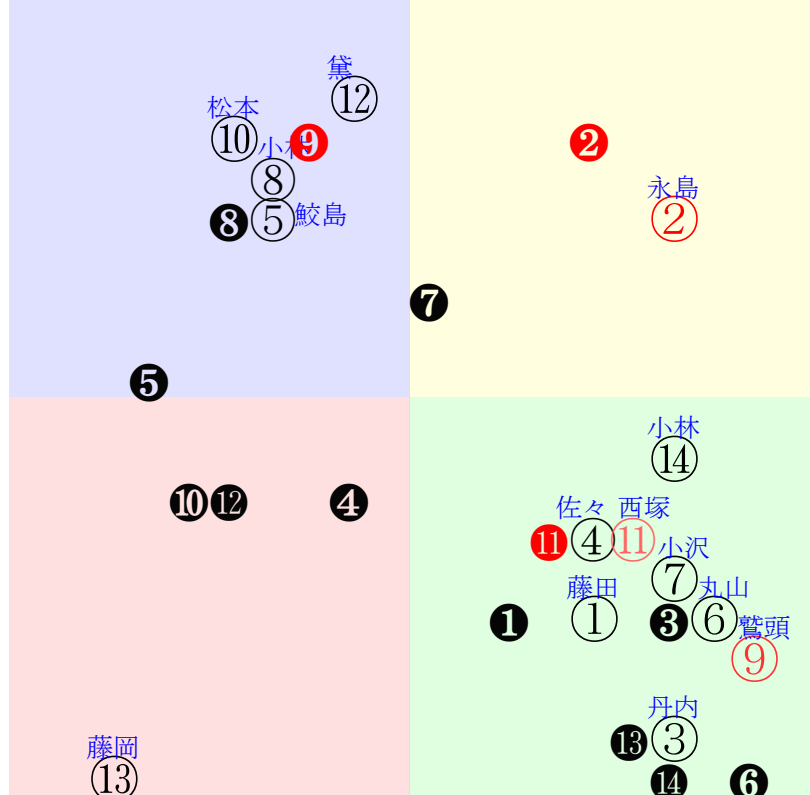 黛
⑫
松本
⑩
小林
❾
⑧
❽
⑤
鮫島
❷
永島
②
❼
❺
小林
⑭
❿
⓬
❹
佐々
西塚
⓫
④
⑪
小沢
⑦
藤田
丸山
❶
①
❸
⑥
鷲頭
⑨
丹内
⓭
③
藤岡
⑬
⓮
❻